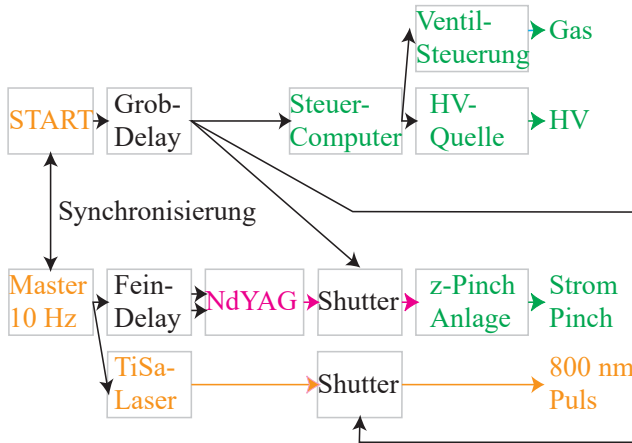 Ventil-
Steuerung
Gas
START
Grob-
Delay
Steuer-
Computer
HV-
Quelle
HV
Synchronisierung
Master
10 Hz
Fein-
Delay
NdYAG
Shutter
z-Pinch
Anlage
Strom
Pinch
TiSa-
Laser
Shutter
800 nm
Puls